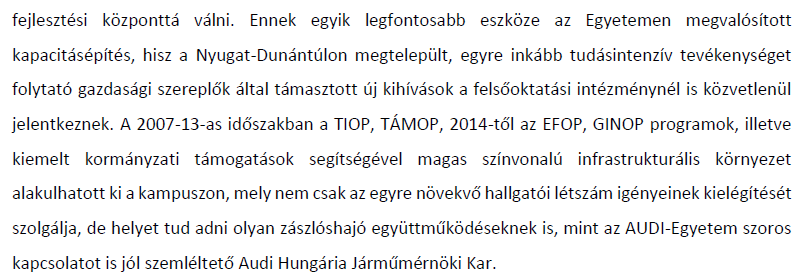 fejlesztési központtá válni. Ennek egyik legfontosabb eszköze az Egyetemen megvalósított
kapacitásépítés, hisz a Nyugat-Dunántúlon megtelepült, egyre inkább tudásintenzív tevékenységet
folytató gazdasági szereplők által támasztott új kihívások a felsőoktatási intézménynél is közvetlenül
jelentkeznek. A 2007-13-as időszakban a TIOP, TÁMOP, 2014-től az EFOP, GINOP programok, illetve
kiemelt kormányzati támogatások segítségével magas színvonalú infrastrukturális környezet
alakulhatott ki a kampuszon, mely nem csak az egyre növekvő hallgatói létszám igényeinek kielégítését
szolgálja, de helyet tud adni olyan zászlóshajó együttműködéseknek is, mint az AUDI-Egyetem szoros
kapcsolatot is jól szemléltető Audi Hungária Járműmérnöki Kar.